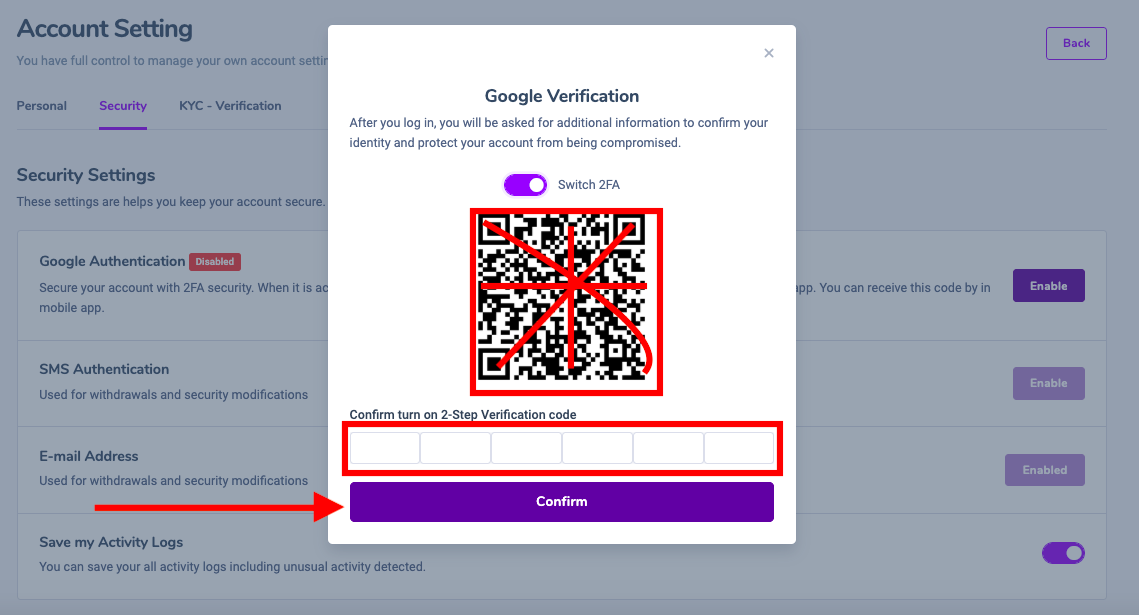 Account Setting
You have full control to manage your own account settin
Back
Personal
Security
KYC - Verification
Security Settings
These settings are helps you keep your account secure.
Google Authentication Disabled
Secure your account with 2FA security. When it is ac
app. You can receive this code by in
mobile app.
Enable
SMS Authentication
Used for withdrawals and security modifications
Enable
E-mail Address
Used for withdrawals and security modifications
Enabled
Save my Activity Logs
You can save your all activity logs including unusual activity detected.
×
Google Verification
After you log in, you will be asked for additional information to confirm your
identity and protect your account from being compromised.
Switch 2FA
Confirm turn on 2-Step Verification code
Confirm